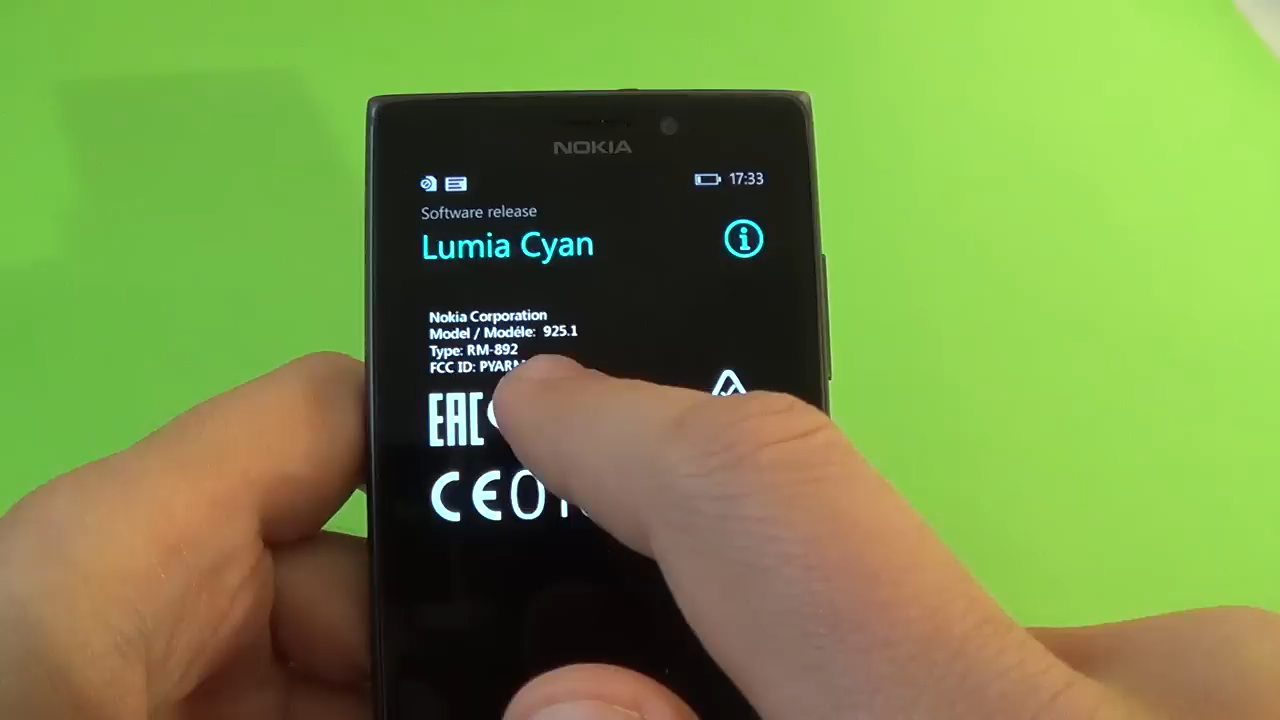 NOKIA
17:33
Software release
Lumia Cyan
Nokia Corporation
Model / Modéle: 925.1
Type: RM-892
FCC ID:
EAC
CE